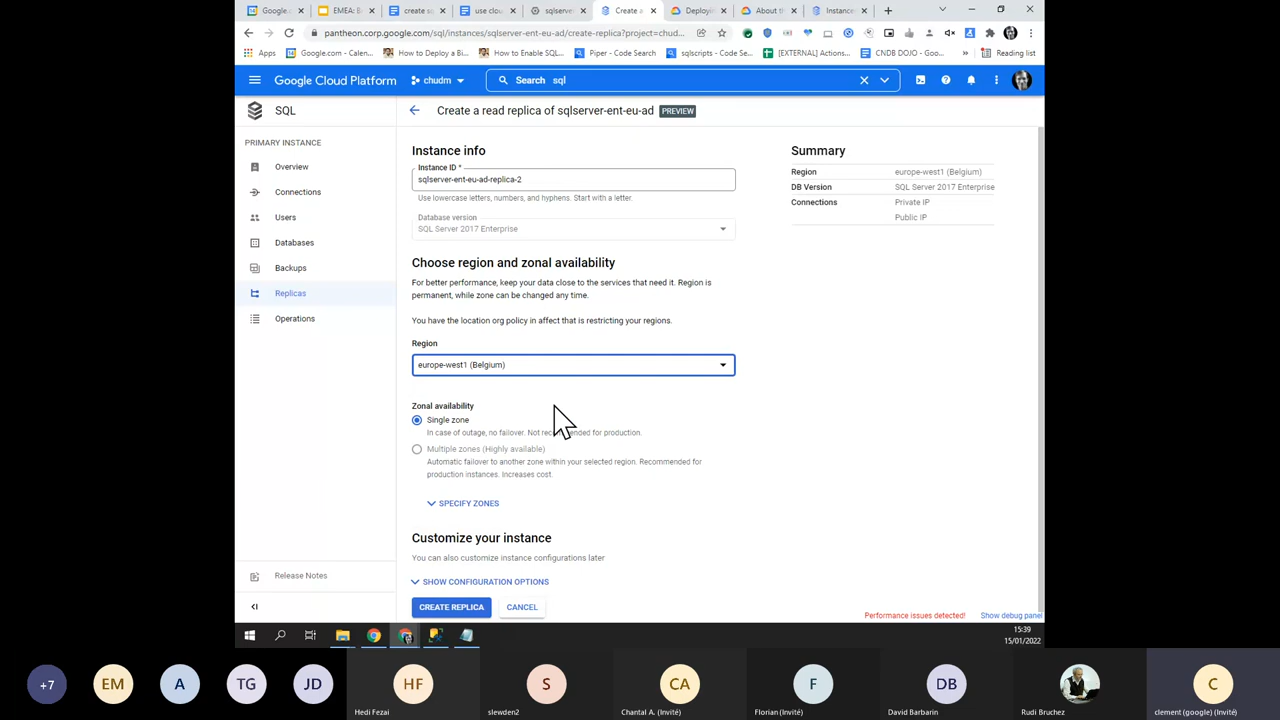 Google.
EMEA: B
create s
use clou
sqlserver
Create a
Deployi
About th
Instance
pantheon.corp.google.com/sql/instances/sqlserver-ent-eu-ad/create-replica?project=chud...
Apps
Google.com - Calen...
How to Deploy a Bi...
How to Enable SQL...
Piper - Code Search
sqlscripts - Code Se...
[EXTERNAL] Actions...
CNDB DOJO - Goo...
»
Reading list
Google Cloud Platform
chudm
Search sql
SQL
Create a read replica of sqlserver-ent-eu-ad PREVIEW
PRIMARY INSTANCE
Overview
Connections
Users
Databases
Backups
Replicas
Operations
Release Notes
Instance info
Instance ID *
sqlserver-ent-eu-ad-replica-2
Use lowercase letters, numbers, and hyphens. Start with a letter.
Database version
SQL Server 2017 Enterprise
Choose region and zonal availability
For better performance, keep your data close to the services that need it. Region is
permanent, while zone can be changed any time.
You have the location org policy in affect that is restricting your regions.
Region
europe-west1 (Belgium)
Zonal availability
Single zone
In case of outage, no failover. Not recommended for production.
Multiple zones (Highly available)
Automatic failover to another zone within your selected region. Recommended for
production instances. Increases cost.
SPECIFY ZONES
Customize your instance
You can also customize instance configurations later
SHOW CONFIGURATION OPTIONS
CREATE REPLICA
CANCEL
Summary
Region europe-west1 (Belgium)
DB Version SQL Server 2017 Enterprise
Connections Private IP
Public IP
Performance issues detected!
Show debug panel
15:39
15/01/2022
+7
EM
A
TG
JD
HF
Hedi Fezai
S
slewden2
CA
Chantal A. (Invité)
F
Florian (Invité)
DB
David Barbarin
Rudi Bruchez
C
clement (google) (Invité)